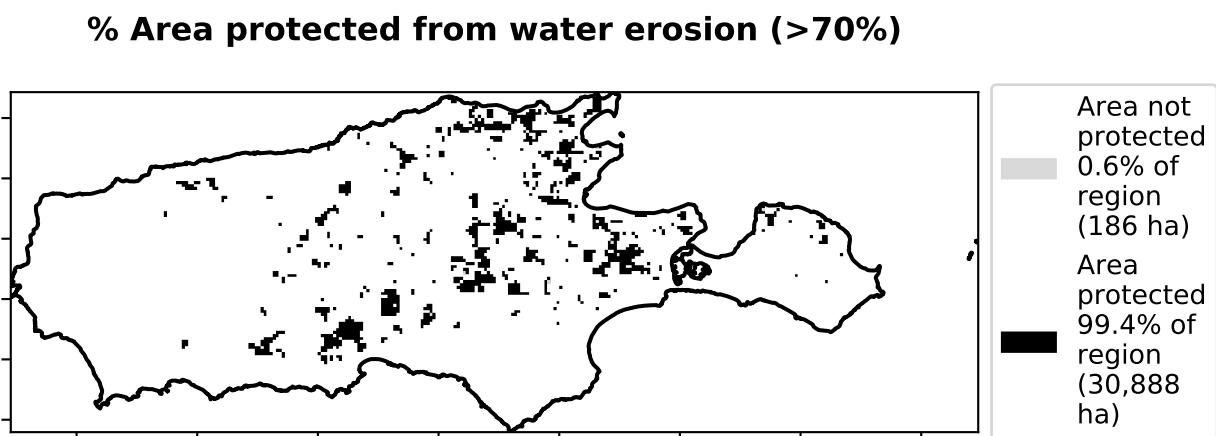 % Area protected from water erosion (>70%)
Area not
protected
0.6% of
region
(186 ha)
Area
protected
99.4% of
region
(30,888
ha)